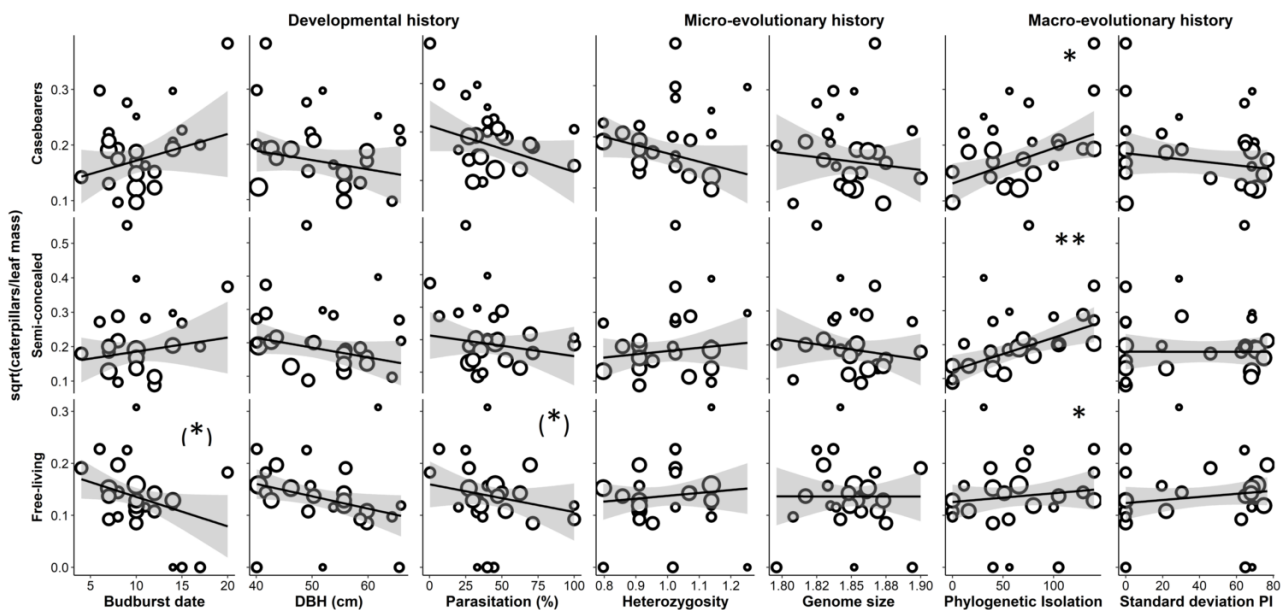 Developmental history Micro-evolutionary history Macro-evolutionary history
sqrt(caterpillars/leaf mass)
Casebearers
0.3
0.2
0.1
*
Semi-concealed
0.5
0.4
0.3
0.2
0.1
**
Free-living
0.3
0.2
0.1
0.0
(*) (*) *
5 10 15 20 40 50 60 0 25 50 75 100 0.8 0.9 1.0 1.1 1.2 1.80 1.83 1.85 1.88 1.90 0 50 100 0 20 40 60 80
Budburst date DBH (cm) Parasitation (%) Heterozygosity Genome size Phylogenetic Isolation Standard deviation PI